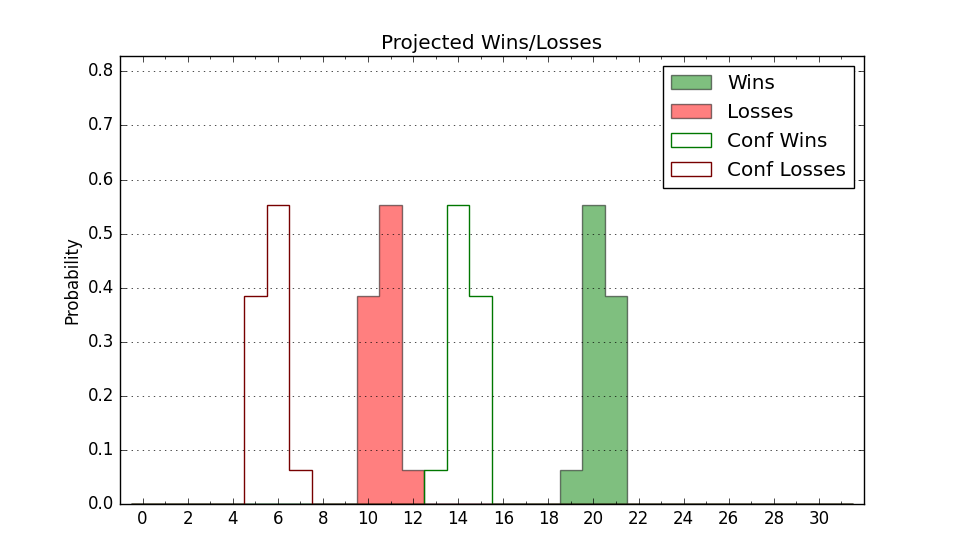 Projected Wins/Losses
0.8
0.7
0.6
0.5
0.4
0.3
0.2
0.1
0.0
Probability
Wins
Losses
Conf Wins
Conf Losses
0 2 4 6 8 10 12 14 16 18 20 22 24 26 28 30